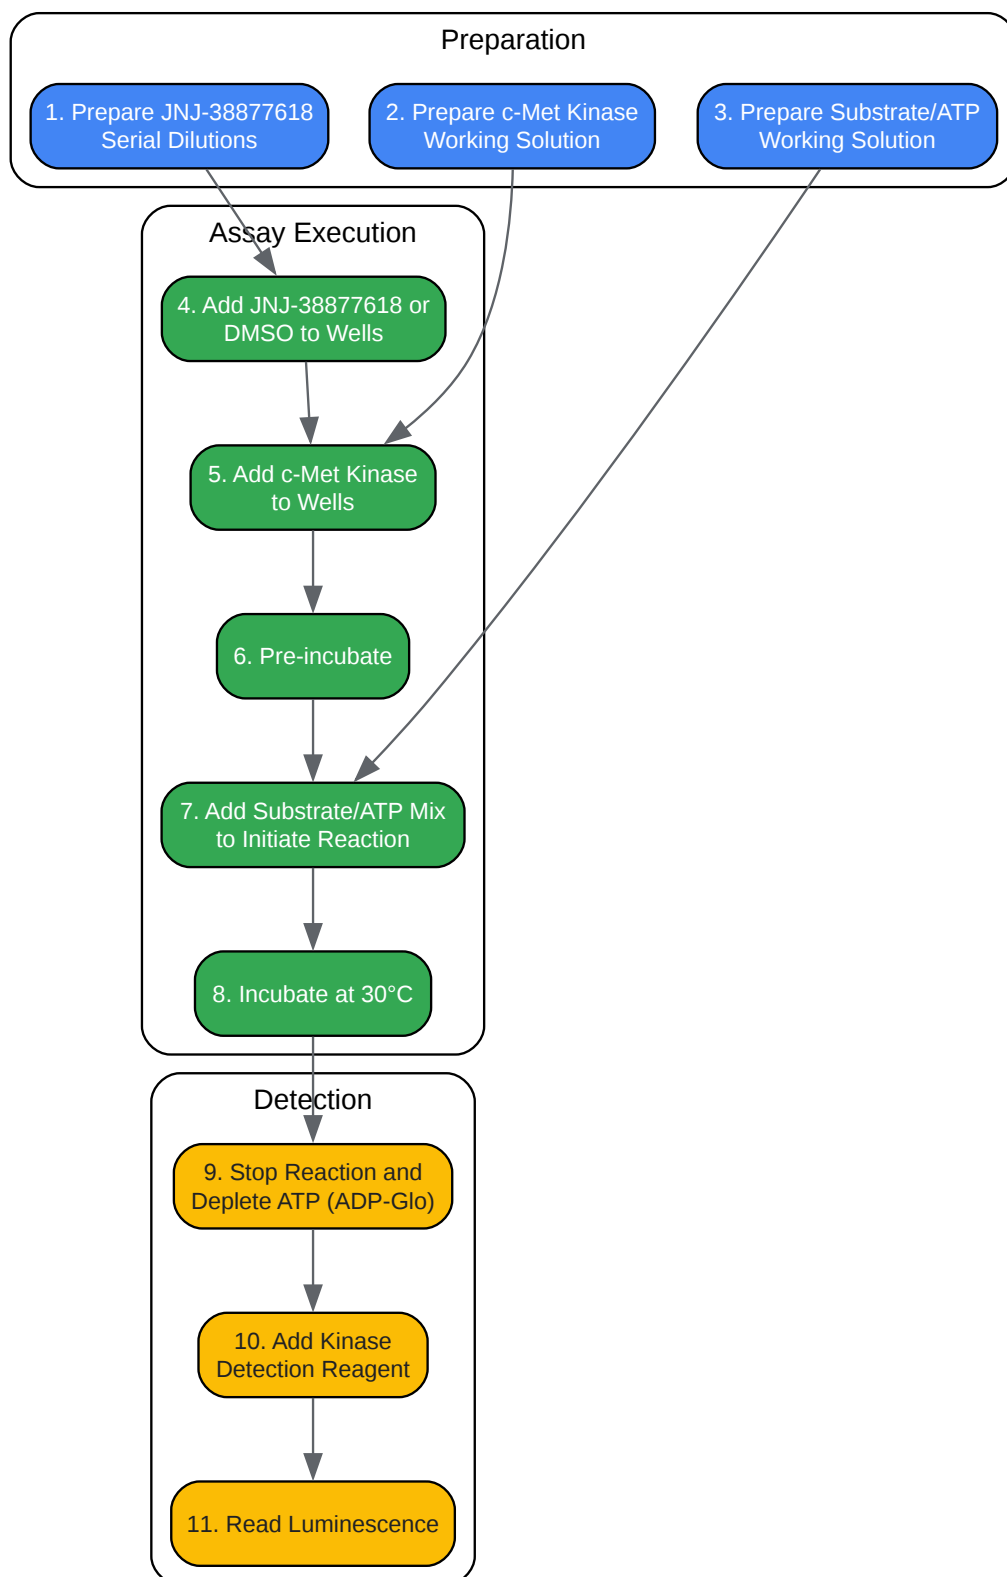 Preparation
1. Prepare JNJ-38877618
Serial Dilutions
2. Prepare c-Met Kinase
Working Solution
3. Prepare Substrate/ATP
Working Solution
Assay Execution
4. Add JNJ-38877618 or
DMSO to Wells
5. Add c-Met Kinase
to Wells
6. Pre-incubate
7. Add Substrate/ATP Mix
to Initiate Reaction
8. Incubate at 30°C
Detection
9. Stop Reaction and
Deplete ATP (ADP-Glo)
10. Add Kinase
Detection Reagent
11. Read Luminescence